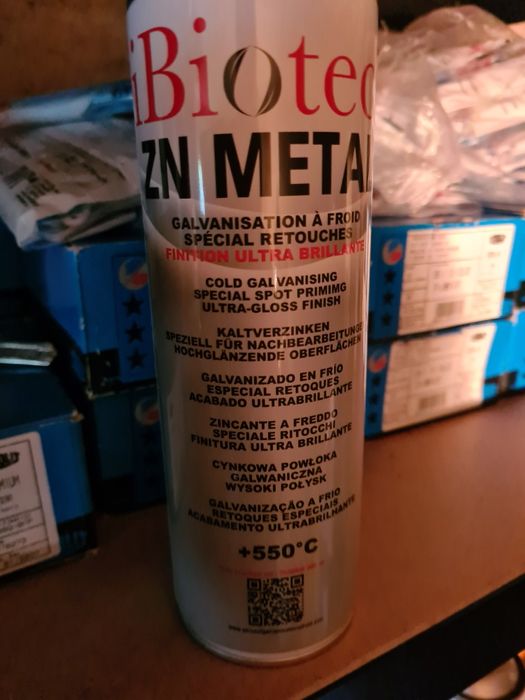 iBiotec
ZN METAL
GALVANISATION À FROID
SPÉCIAL RETOUCHES
FINITION ULTRA BRILLANTE
COLD GALVANISING
SPECIAL SPOT PRIMIMG
ULTRA-GLOSS FINISH
KALTVERZINKEN
SPEZIELL FÜR NACHBEARBEITUNGE
HOCHGLÄNZENDE OBERFLÄCHEN
GALVANIZADO EN FRÍO
ESPECIAL RETOQUES
ACABADO ULTRABRILLANTE
ZINCANTE A FREDDO
SPECIALE RITOCCHI
FINITURA ULTRA BRILLANTE
CYNKOWA POWŁOKA
GALWANICZNA
WYSOKI POŁYSK
GALVANIZAÇÃO A FRIO
RETOQUES ESPECIAIS
ACABAMENTO ULTRABRILHANTE
+550°C